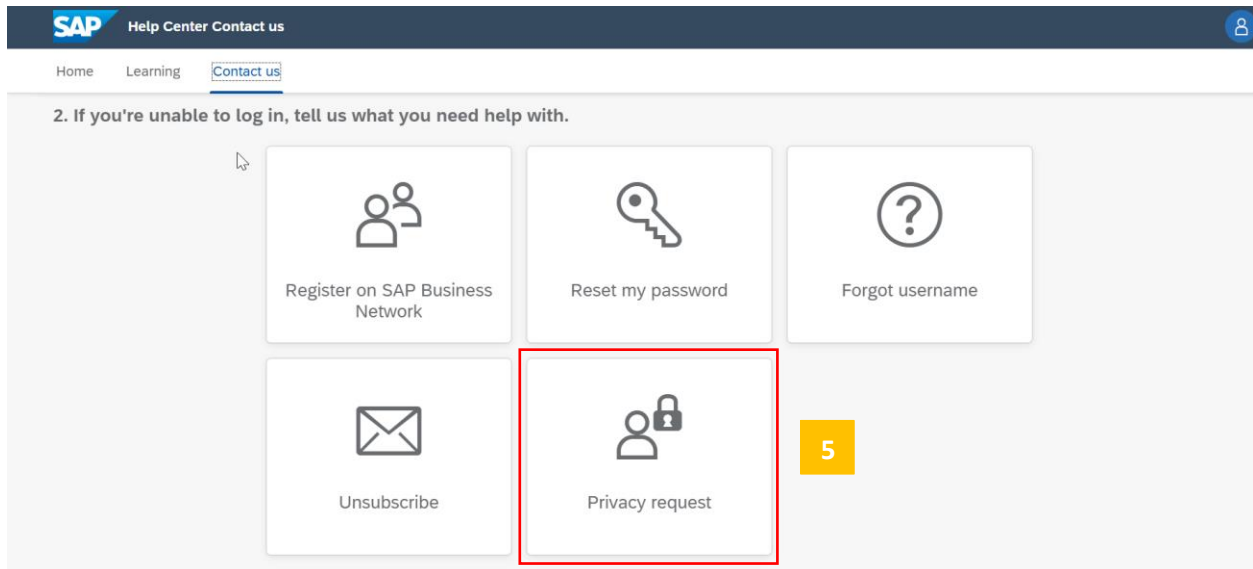 SAP Help Center Contact us
Home Learning Contact us
2. If you're unable to log in, tell us what you need help with.
Register on SAP Business
Network
Reset my password
?
Forgot username
Unsubscribe
Privacy request
5